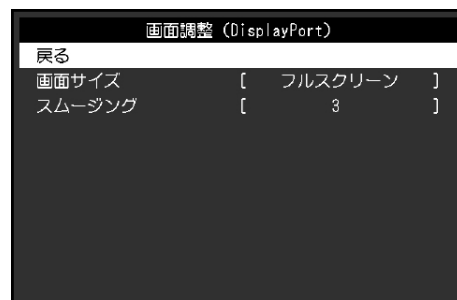 画面調整 (DisplayPort)
戻る
画面サイズ [ フルスクリーン ]
スムージング [ 3 ]